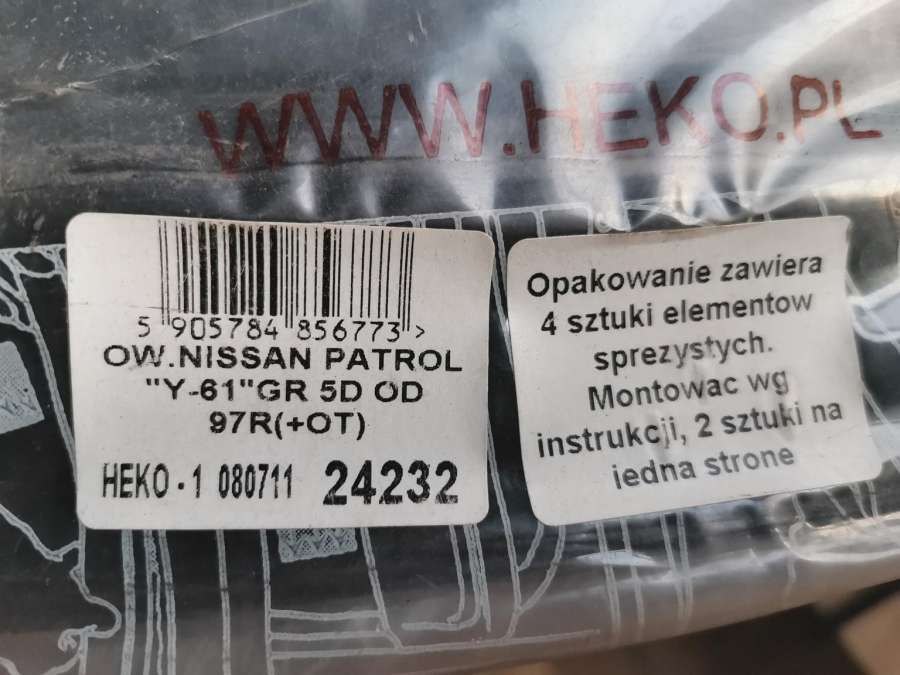 WWW.HEKO.PL
5 905784 856773 >
OW.NISSAN PATROL
"Y-61"GR 5D OD
97R(+OT)
HEKO - 1 080711 24232
Opakowanie zawiera
4 sztuki elementow
sprezystych.
Montowac wg
instrukcji, 2 sztuki na
jedna strone